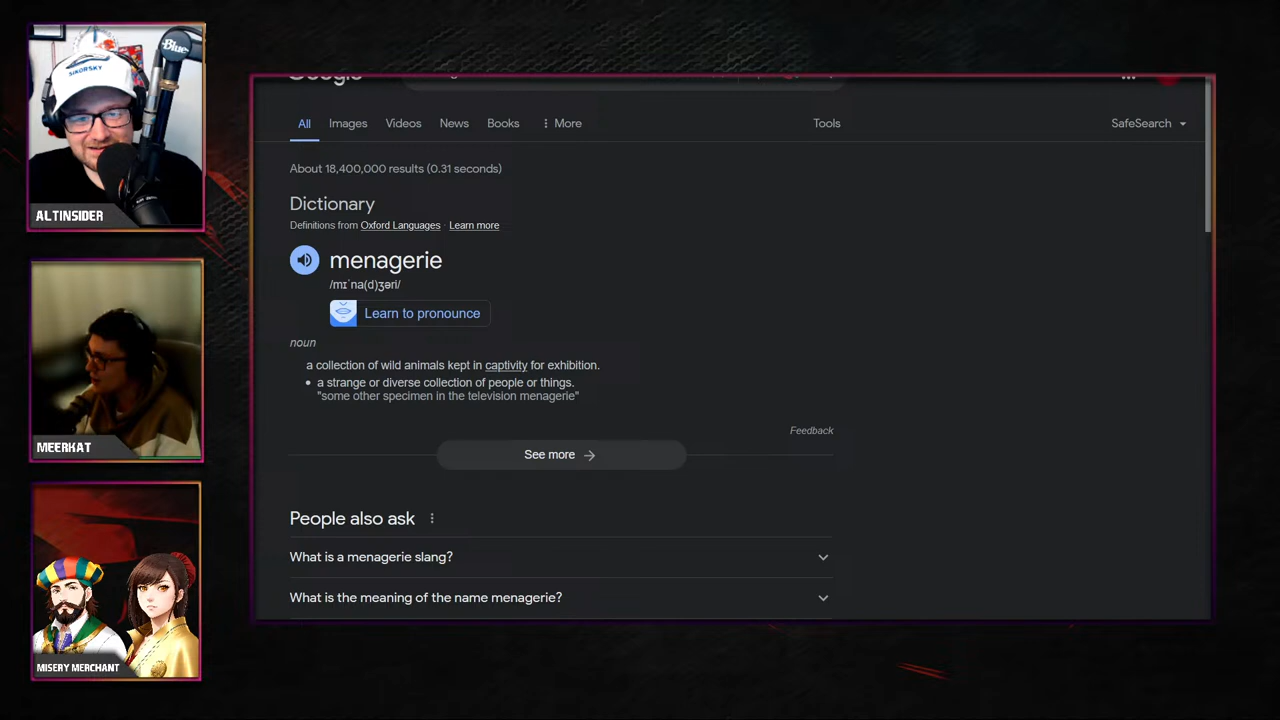 Blue
SIKORSKY
ALTINSIDER
MEERKAT
MISERY MERCHANT
Google
All
Images
Videos
News
Books
More
Tools
SafeSearch
About 18,400,000 results (0.31 seconds)
Dictionary
Definitions from Oxford Languages · Learn more
menagerie
/mɪˈna(d)ʒəri/
Learn to pronounce
noun
a collection of wild animals kept in captivity for exhibition.
• a strange or diverse collection of people or things.
"some other specimen in the television menagerie"
Feedback
See more →
People also ask
What is a menagerie slang?
What is the meaning of the name menagerie?